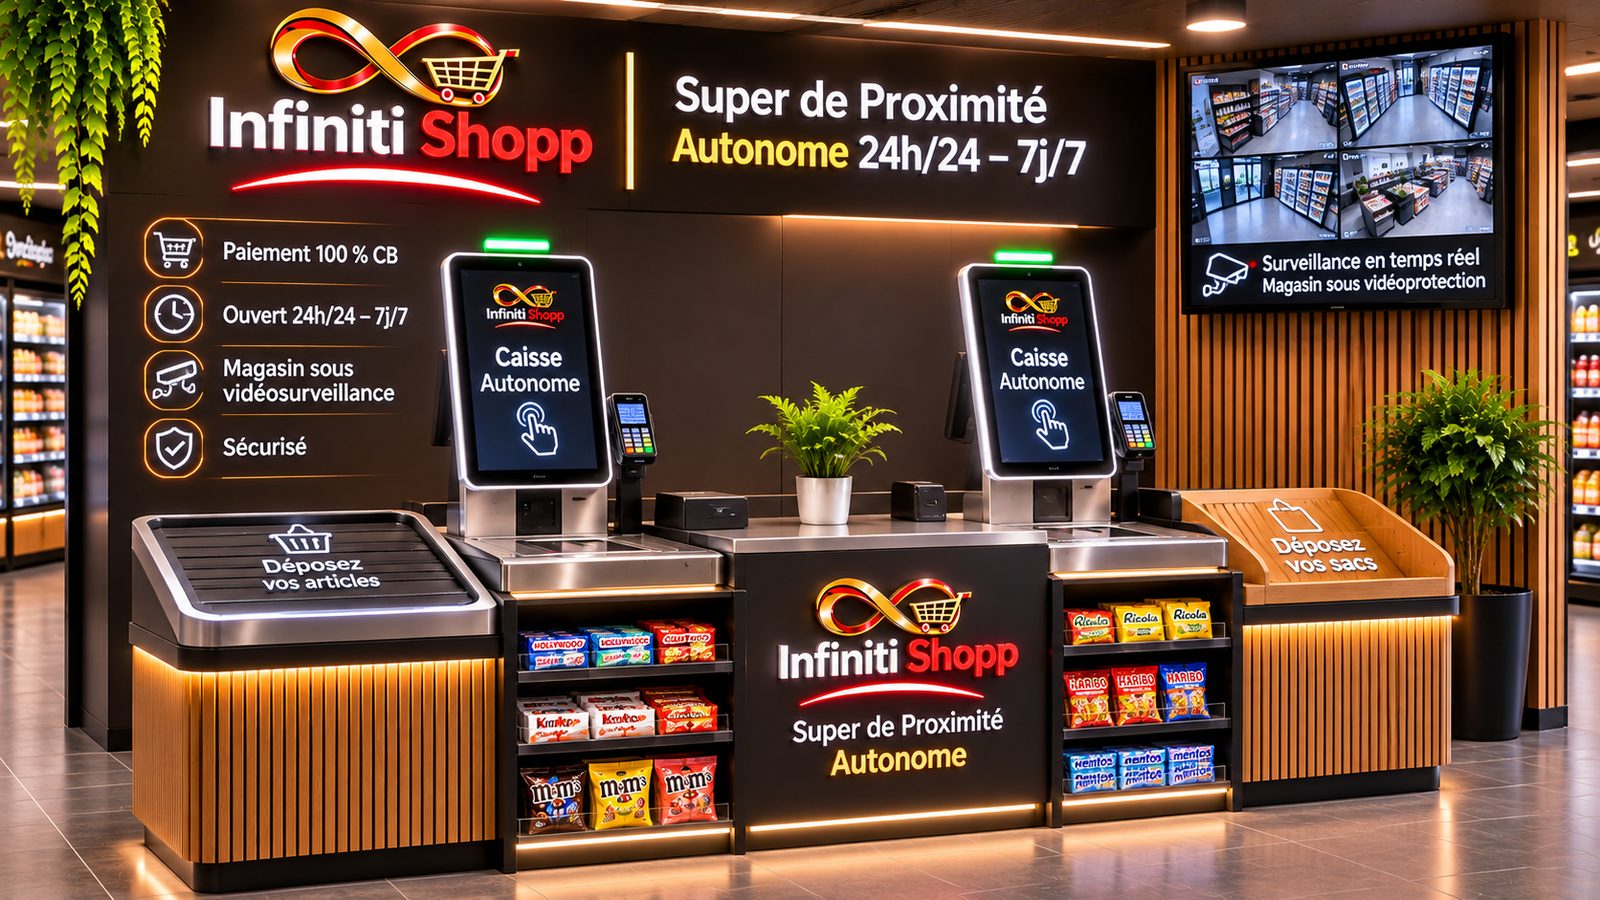 Infiniti Shopp
Super de Proximité
Autonome 24h/24 – 7j/7
Paiement 100 % CB
Ouvert 24h/24 – 7j/7
Magasin sous
vidéosurveillance
Sécurisé
Infiniti Shopp
Caisse
Autonome
Infiniti Shopp
Caisse
Autonome
Surveillance en temps réel
Magasin sous vidéoprotection
Déposez
vos articles
Déposez
vos sacs
Infiniti Shopp
Super de Proximité
Autonome
HOLLYWOOD
m&m's
m&m's
m&m's
Ricola
Ricola
HARIBO
HARIBO
HARIBO
mentos
mentos
mentos